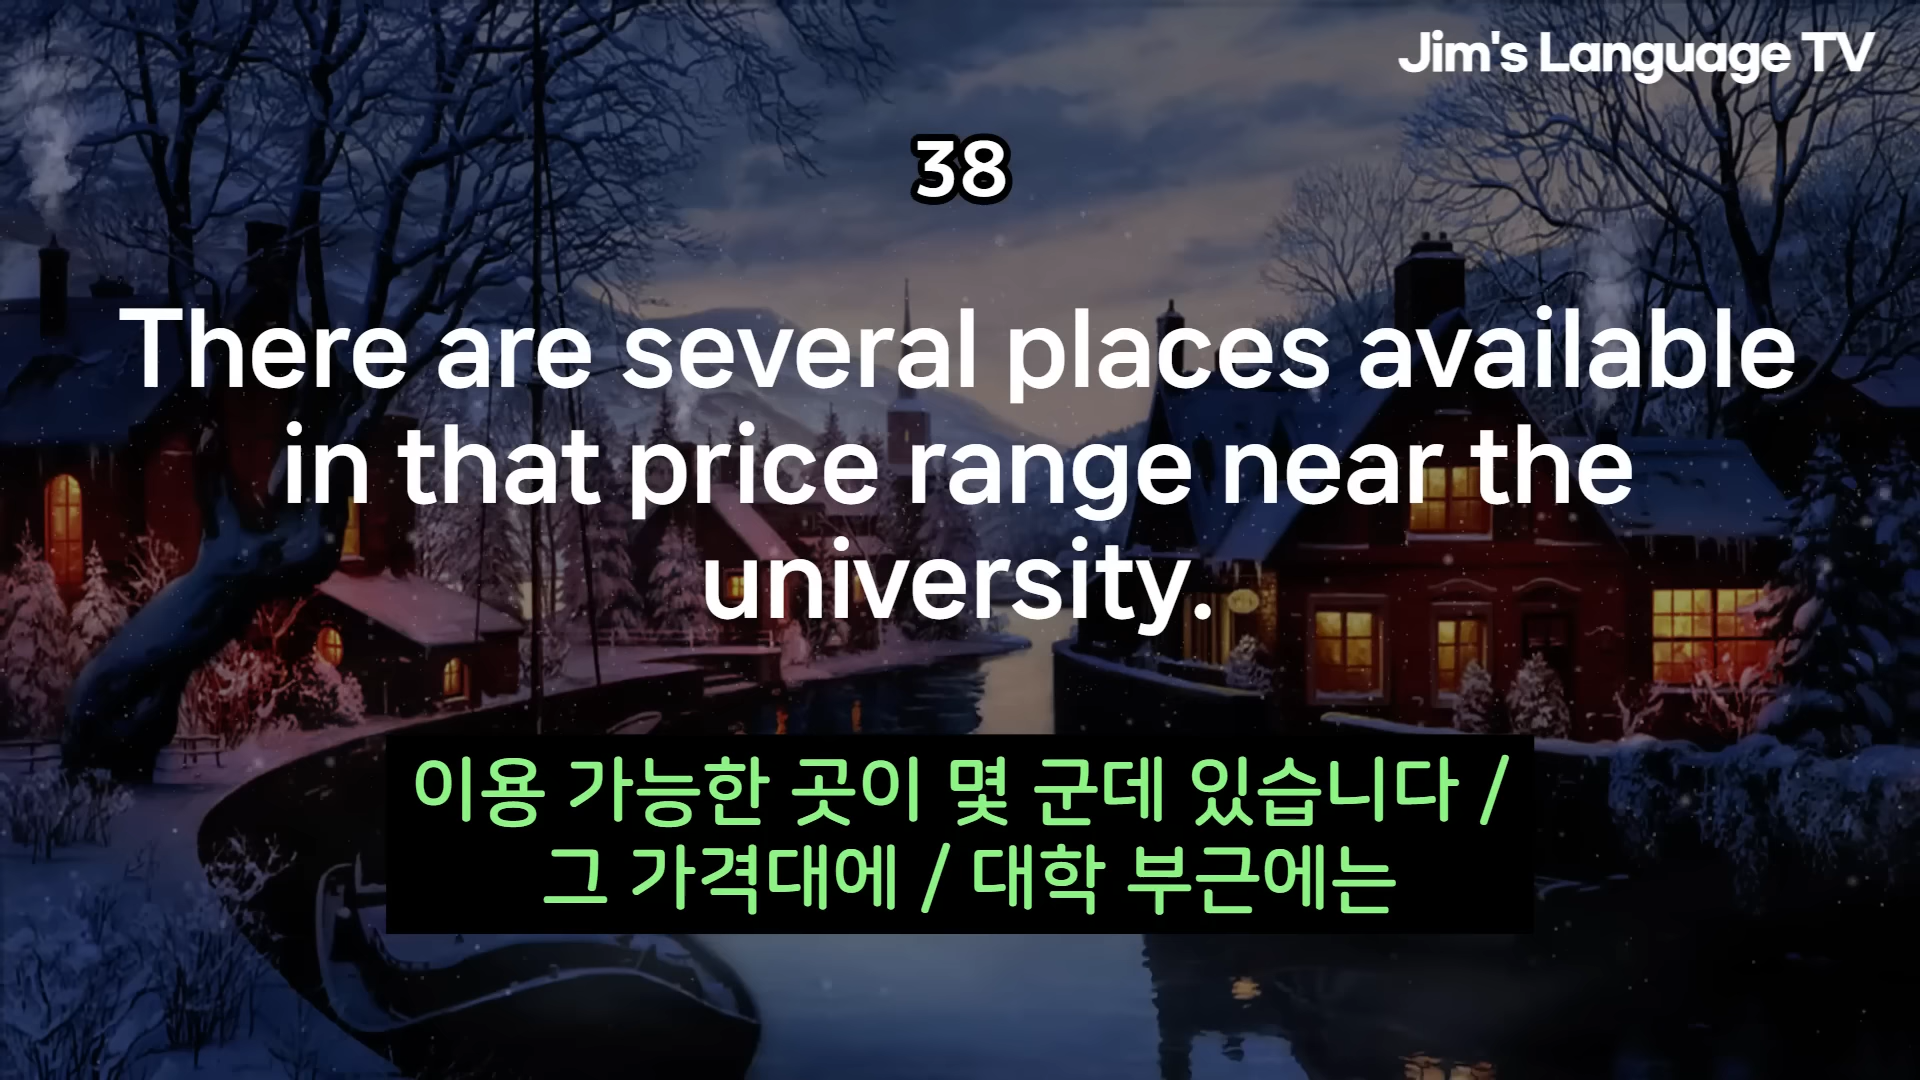 Jim's Language TV
38
There are several places available
in that price range near the
university.
이용 가능한 곳이 몇 군데 있습니다 /
그 가격대에 / 대학 부근에는